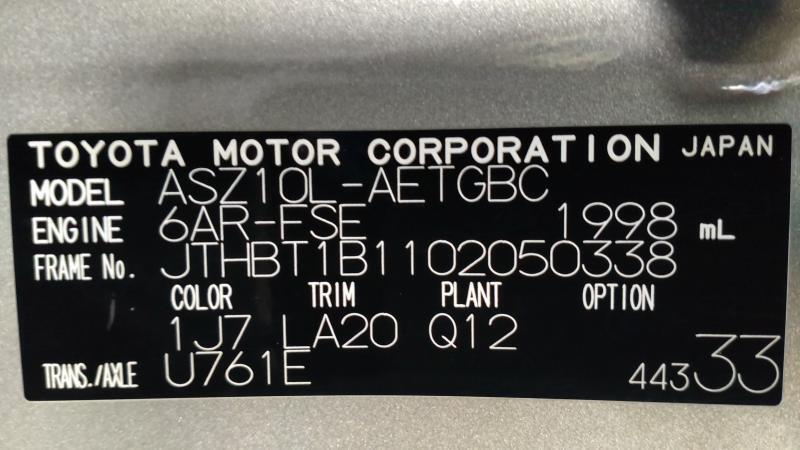 TOYOTA MOTOR CORPORATION JAPAN
MODEL ASZ10L-AETGBC
ENGINE 6AR-FSE 1998 mL
FRAME No. JTHBT1B1102050338
COLOR TRIM PLANT OPTION
1J7 LA20 Q12
TRANS./AXLE U761E 44333